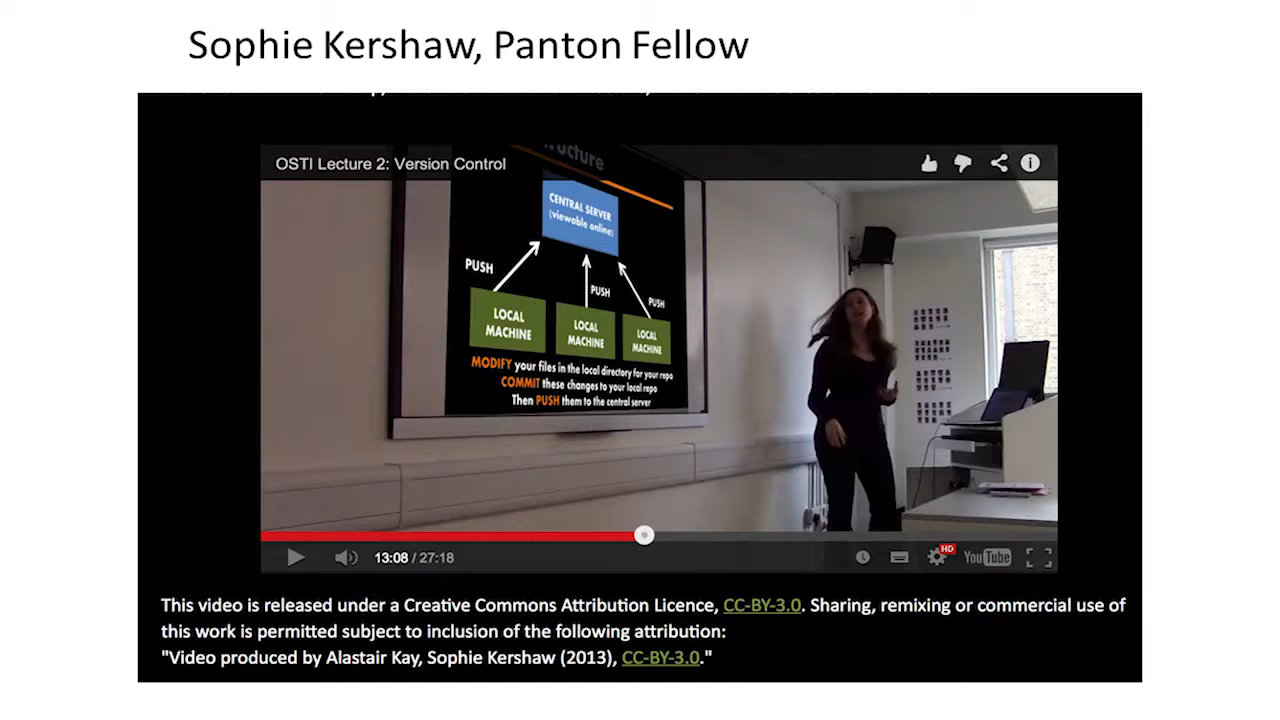 Sophie Kershaw, Panton Fellow
OSTI Lecture 2: Version Control
CENTRAL SERVER
(viewable online)
PUSH
PUSH
PUSH
LOCAL
MACHINE
LOCAL
MACHINE
LOCAL
MACHINE
MODIFY your files in the local directory for your repo
COMMIT these changes to your local repo
Then PUSH them to the central server
13:08 / 27:18
HD
YouTube
This video is released under a Creative Commons Attribution Licence, CC-BY-3.0. Sharing, remixing or commercial use of
this work is permitted subject to inclusion of the following attribution:
"Video produced by Alastair Kay, Sophie Kershaw (2013), CC-BY-3.0."